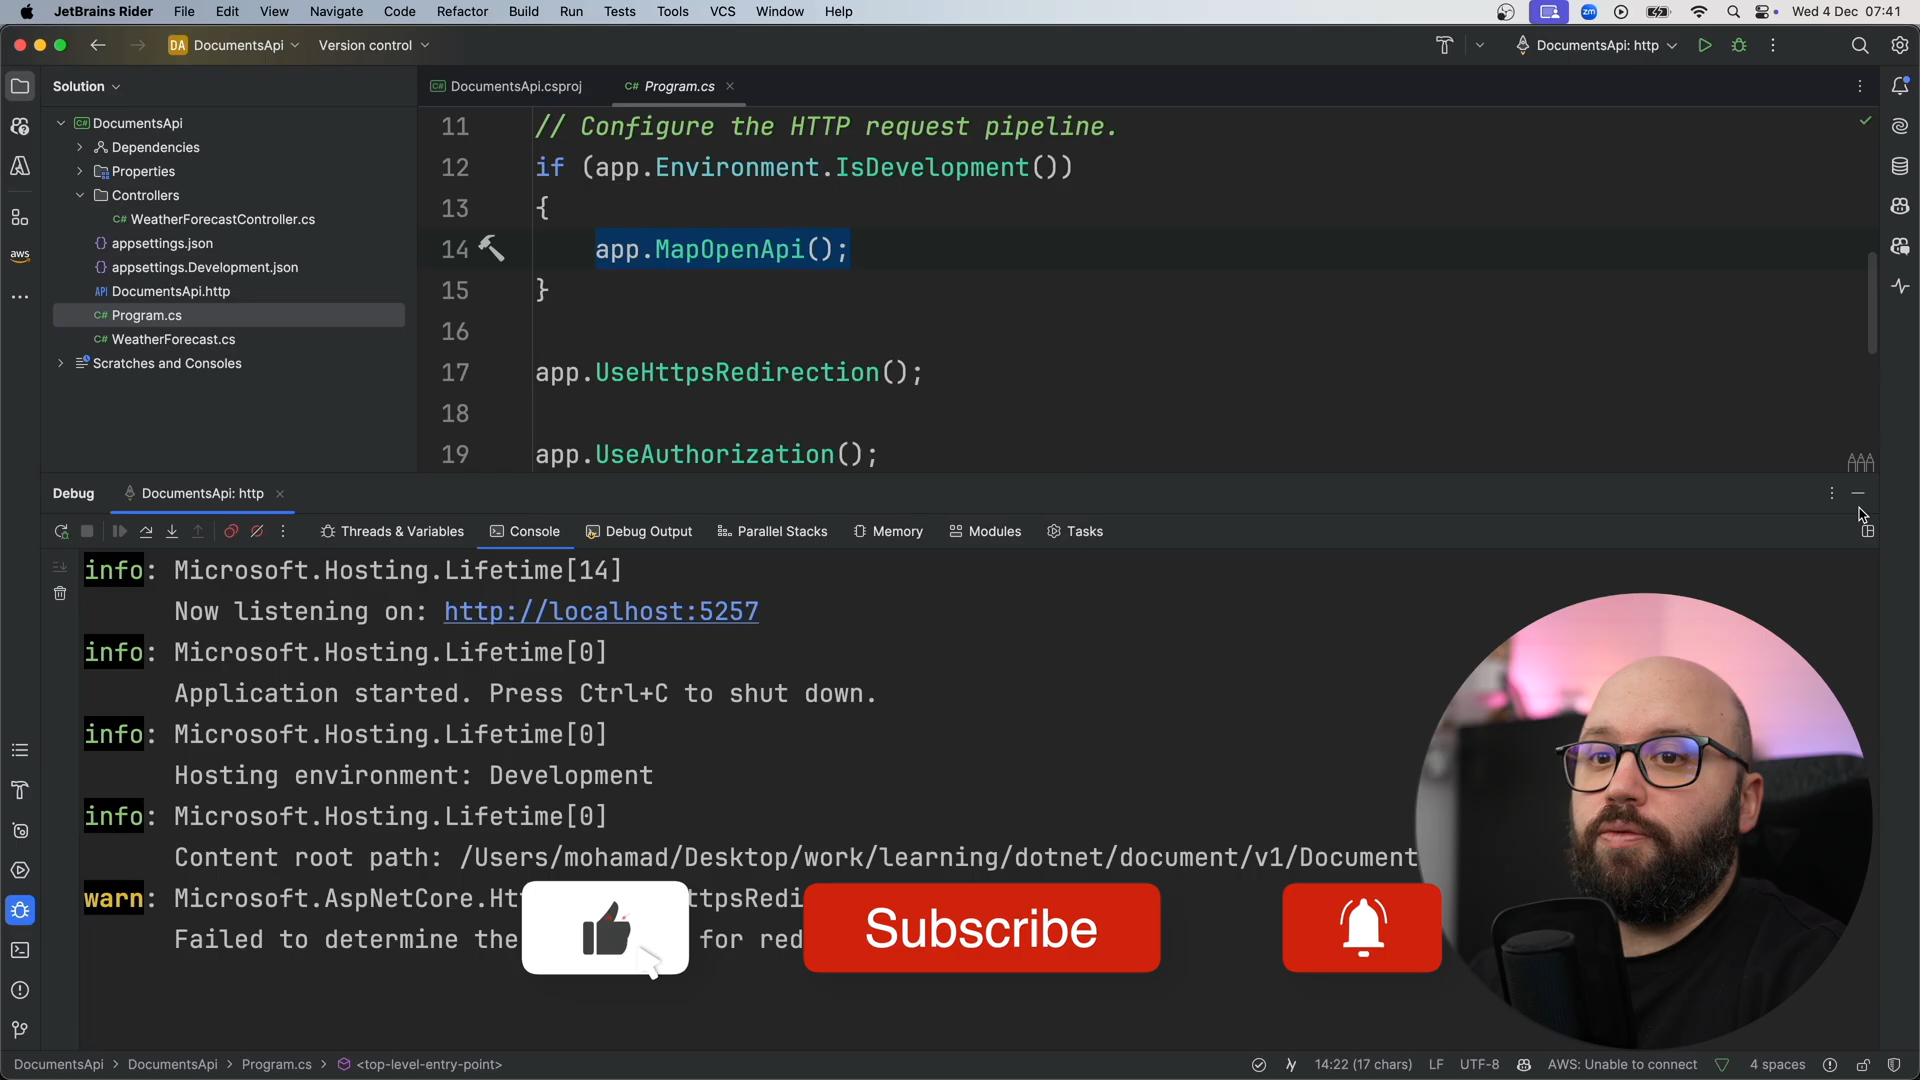 JetBrains Rider File Edit View Navigate Code Refactor Build Run Tests Tools VCS Window Help zm Wed 4 Dec 07:41
DA DocumentsApi Version control DocumentsApi: http
Solution
C# DocumentsApi.csproj C# Program.cs
C# DocumentsApi
Dependencies
Properties
Controllers
C# WeatherForecastController.cs
{} appsettings.json
{} appsettings.Development.json
API DocumentsApi.http
C# Program.cs
C# WeatherForecast.cs
Scratches and Consoles
aws
11 // Configure the HTTP request pipeline.
12 if (app.Environment.IsDevelopment())
13 {
14 app.MapOpenApi();
15 }
16
17 app.UseHttpsRedirection();
18
19 app.UseAuthorization();
Debug DocumentsApi: http
Threads & Variables Console Debug Output Parallel Stacks Memory Modules Tasks
info: Microsoft.Hosting.Lifetime[14]
Now listening on: http://localhost:5257
info: Microsoft.Hosting.Lifetime[0]
Application started. Press Ctrl+C to shut down.
info: Microsoft.Hosting.Lifetime[0]
Hosting environment: Development
info: Microsoft.Hosting.Lifetime[0]
Content root path: /Users/mohamad/Desktop/work/learning/dotnet/document/v1/Document
warn: Microsoft.AspNetCore.Ht ttpsRedi
Failed to determine the for red
Subscribe
DocumentsApi > DocumentsApi > Program.cs > <top-level-entry-point> 14:22 (17 chars) LF UTF-8 AWS: Unable to connect 4 spaces